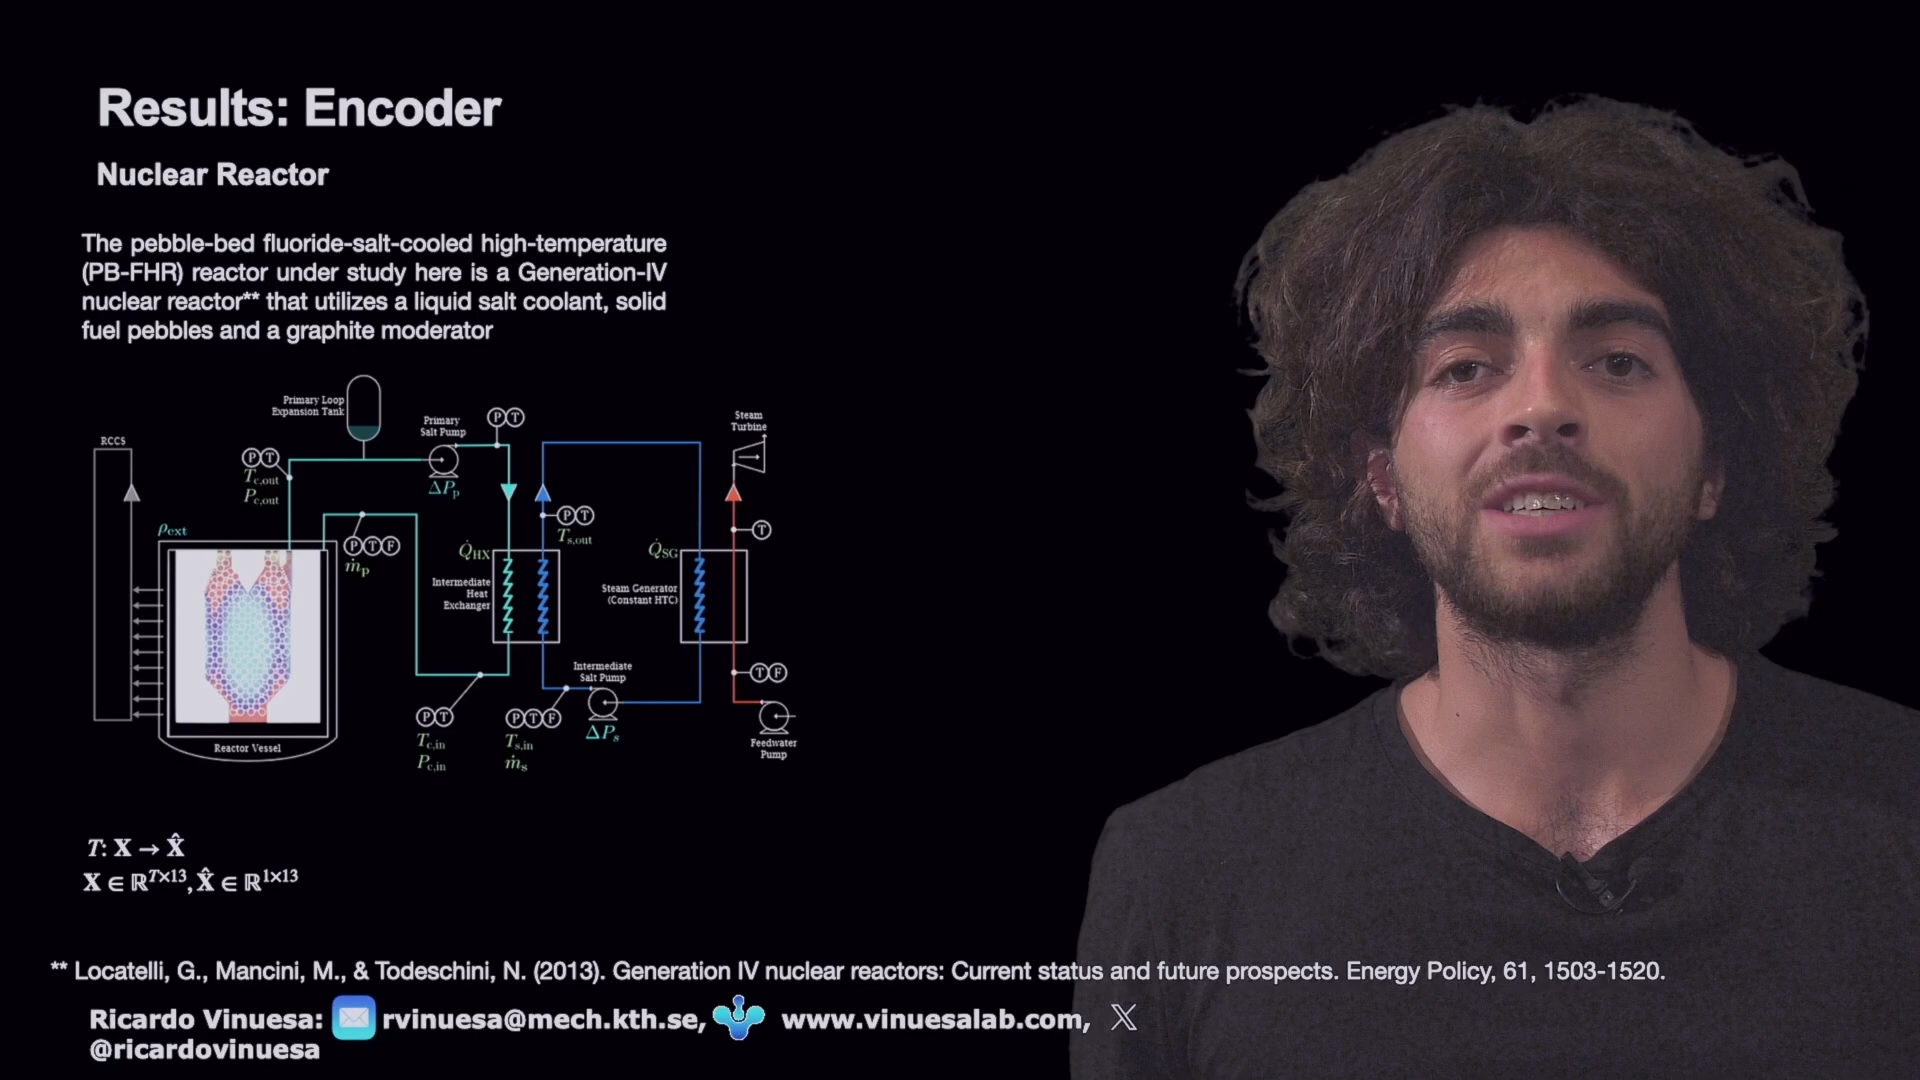 Results: Encoder
Nuclear Reactor
The pebble-bed fluoride-salt-cooled high-temperature
(PB-FHR) reactor under study here is a Generation-IV
nuclear reactor** that utilizes a liquid salt coolant, solid
fuel pebbles and a graphite moderator
Primary Loop
Expansion Tank
Primary
Salt Pump
P T
Steam
Turbine
RCCS
P T
T_c,out
P_c,out
ΔP_p
ρ_ext
P T
T_s,out
T
P T F
ṁ_p
Q̇_HX
Q̇_SG
Intermediate
Heat
Exchanger
Steam Generator
(Constant HTC)
Intermediate
Salt Pump
T F
P T
P T F
T_c,in
P_c,in
T_s,in
ṁ_s
ΔP_s
Reactor Vessel
Feedwater
Pump
T: X → X̂
X ∈ ℝ^T×13, X̂ ∈ ℝ^1×13
** Locatelli, G., Mancini, M., & Todeschini, N. (2013). Generation IV nuclear reactors: Current status and future prospects. Energy Policy, 61, 1503-1520.
Ricardo Vinuesa: rvinuesa@mech.kth.se, www.vinuesalab.com, X
@ricardovinuesa